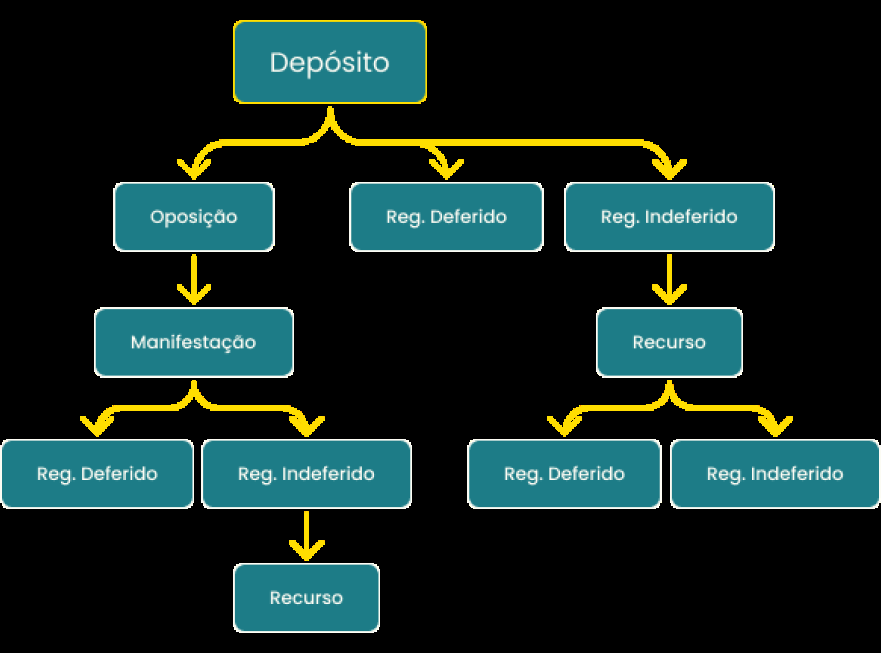 Depósito
Oposição
Reg. Deferido
Reg. Indeferido
Manifestação
Recurso
Reg. Deferido
Reg. Indeferido
Reg. Deferido
Reg. Indeferido
Recurso